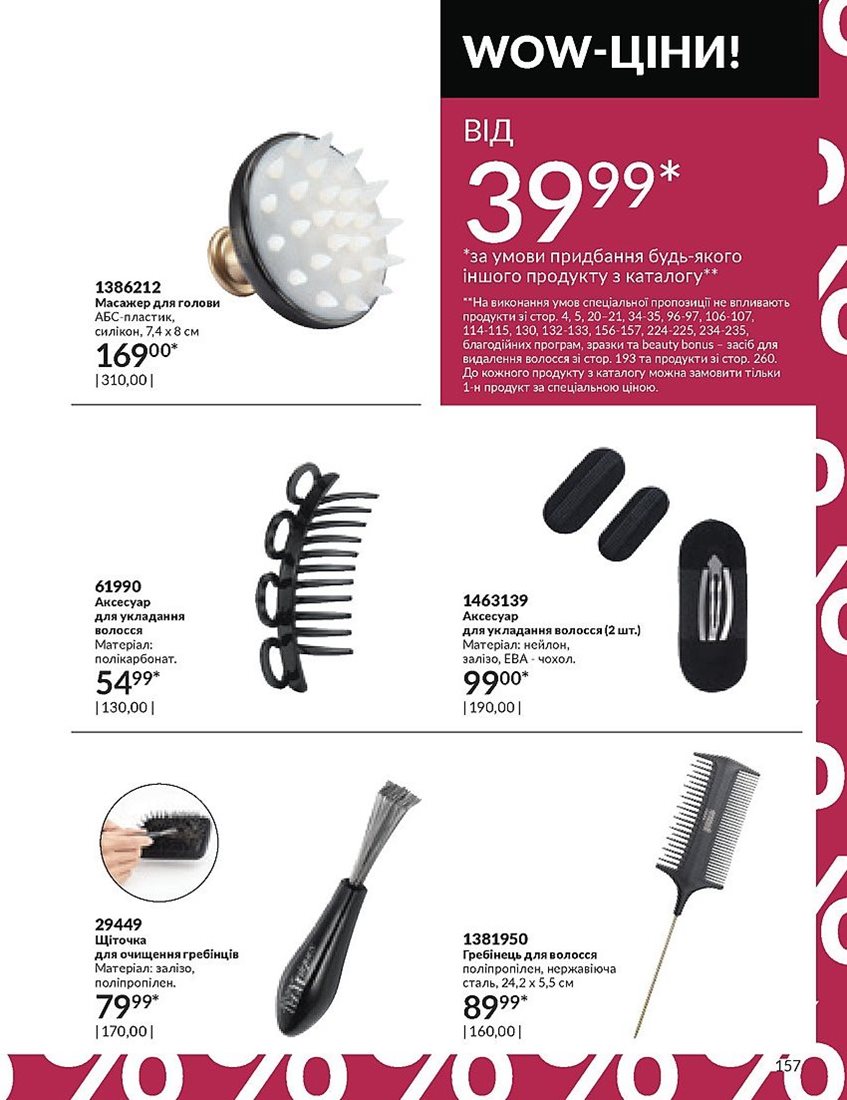 WOW-ЦІНИ!
ВІД
39⁹⁹*
*за умови придбання будь-якого
іншого продукту з каталогу**
**На виконання умов спеціальної пропозиції не впливають
продукти зі стор. 4, 5, 20–21, 34-35, 96-97, 106-107,
114-115, 130, 132-133, 156-157, 224-225, 234-235,
благодійних програм, зразки та beauty bonus – засіб для
видалення волосся зі стор. 193 та продукти зі стор. 260.
До кожного продукту з каталогу можна замовити тільки
1-н продукт за спеціальною ціною.
1386212
Масажер для голови
АБС-пластик,
силікон, 7,4 х 8 см
169⁰⁰*
|310,00|
61990
Аксесуар
для укладання
волосся
Матеріал:
полікарбонат.
54⁹⁹*
|130,00|
1463139
Аксесуар
для укладання волосся (2 шт.)
Матеріал: нейлон,
залізо, ЕВА - чохол.
99⁰⁰*
|190,00|
29449
Щіточка
для очищення гребінців
Матеріал: залізо,
поліпропілен.
79⁹⁹*
|170,00|
1381950
Гребінець для волосся
поліпропілен, нержавіюча
сталь, 24,2 х 5,5 см
89⁹⁹*
|160,00|
157